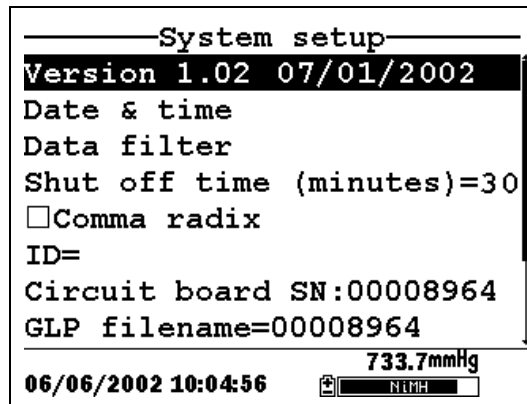 System setup
Version 1.02 07/01/2002
Date & time
Data filter
Shut off time (minutes)=30
☐Comma radix
ID=
Circuit board SN:00008964
GLP filename=00008964
733.7mmHg
06/06/2002 10:04:56
NiMH